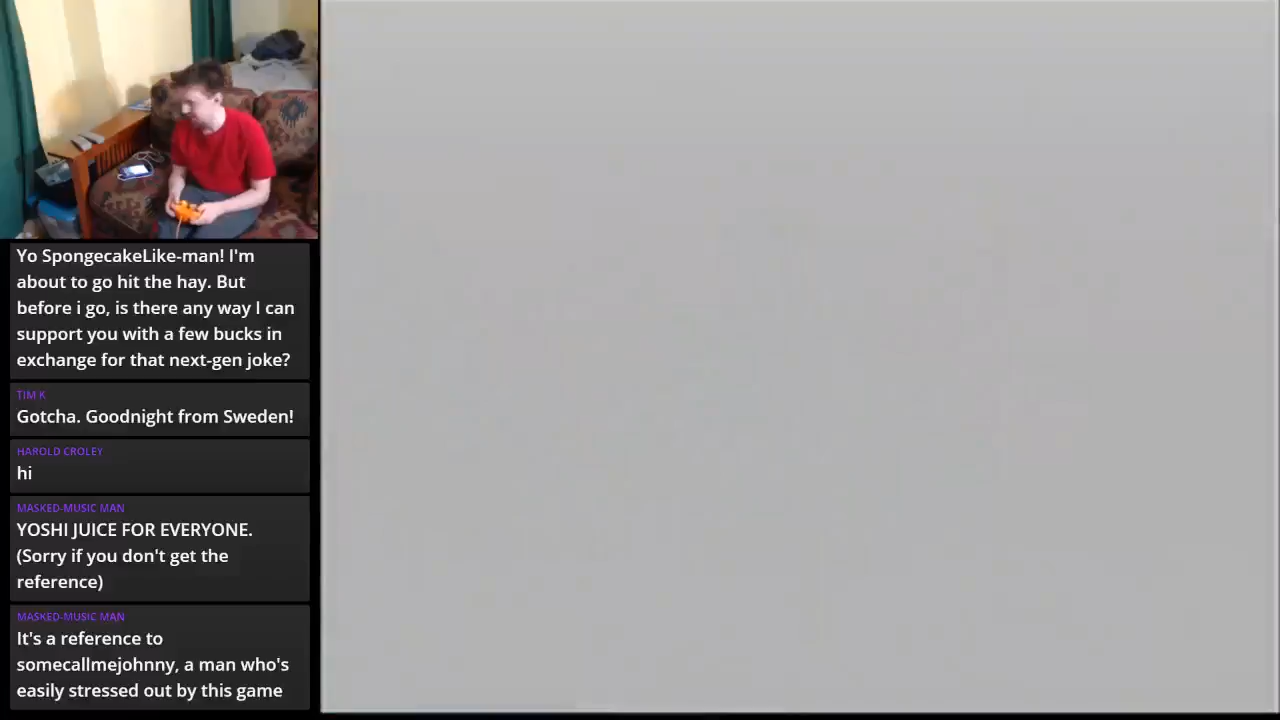 Yo SpongecakeLike-man! I'm
about to go hit the hay. But
before i go, is there any way I can
support you with a few bucks in
exchange for that next-gen joke?
TIM K
Gotcha. Goodnight from Sweden!
HAROLD CROLEY
hi
MASKED-MUSIC MAN
YOSHI JUICE FOR EVERYONE.
(Sorry if you don't get the
reference)
MASKED-MUSIC MAN
It's a reference to
somecallmejohnny, a man who's
easily stressed out by this game